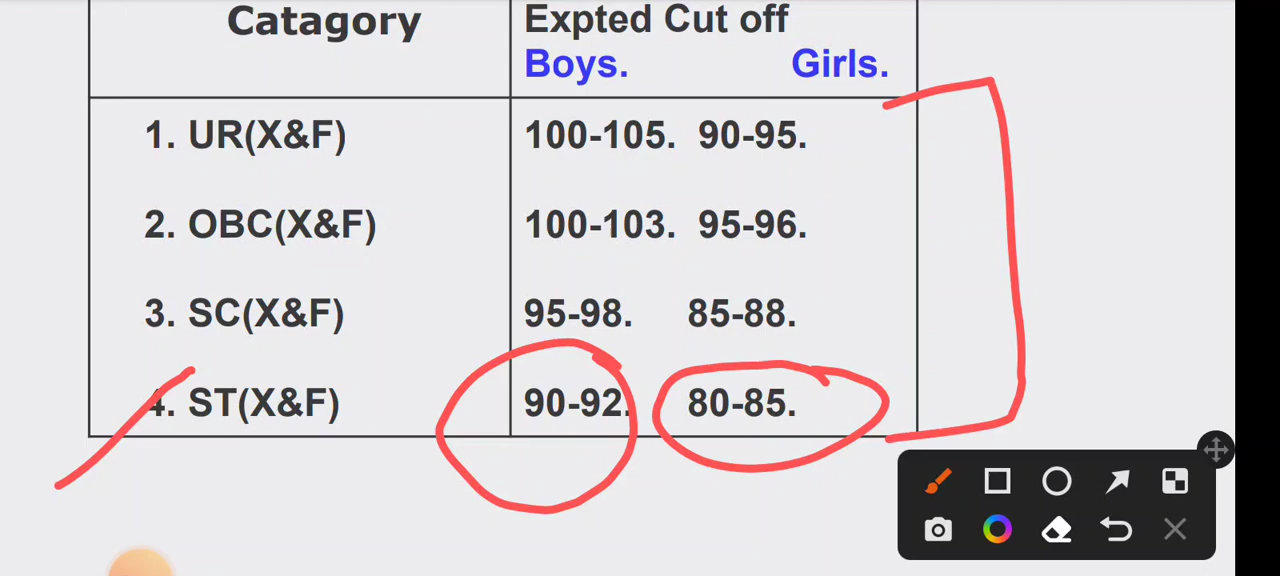 Catagory
Expted Cut off
Boys. Girls.
1. UR(X&F) 100-105. 90-95.
2. OBC(X&F) 100-103. 95-96.
3. SC(X&F) 95-98. 85-88.
4. ST(X&F) 90-92. 80-85.